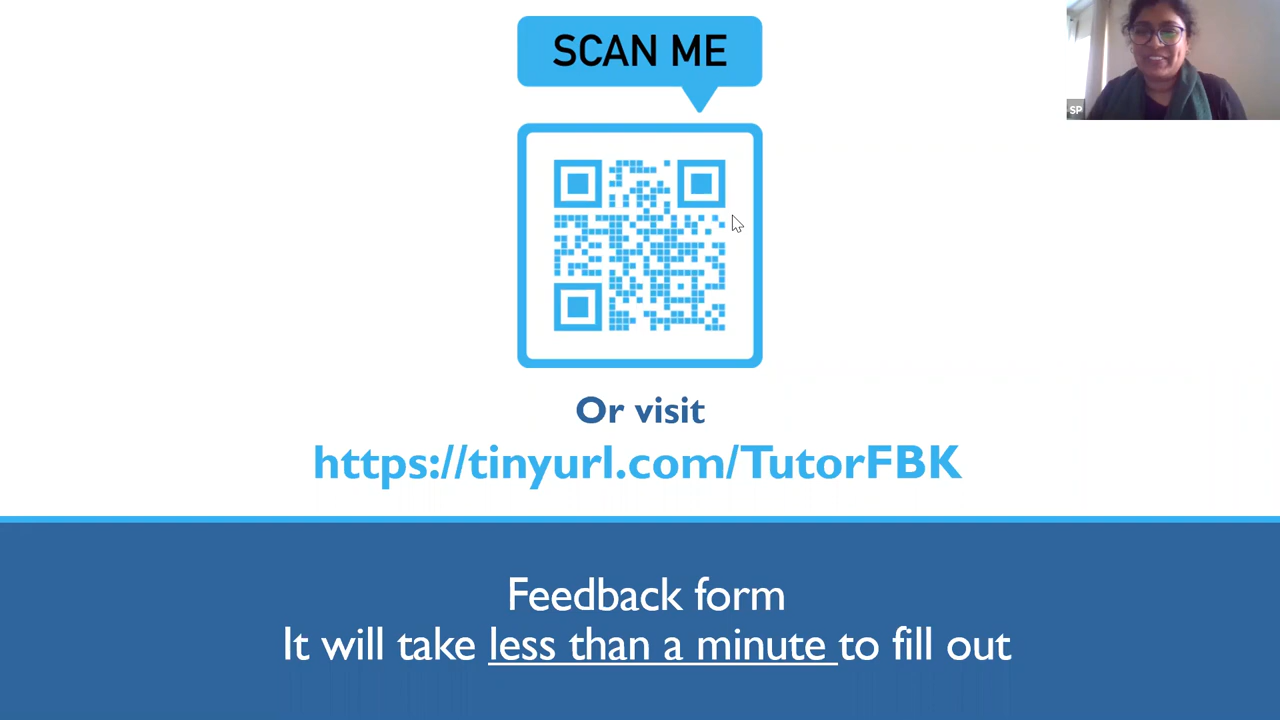 SCAN ME
SP
Or visit
https://tinyurl.com/TutorFBK
Feedback form
It will take less than a minute to fill out